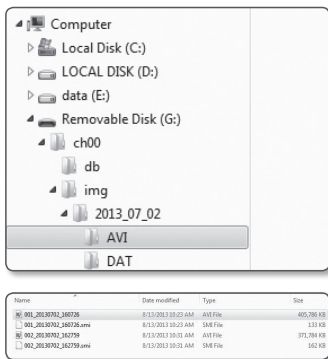 Computer
Local Disk (C:)
LOCAL DISK (D:)
data (E:)
Removable Disk (G:)
ch00
db
img
2013_07_02
AVI
DAT
Name Date modified Type Size
001_20130702_160726 8/13/2013 10:23 AM AVI File 405,786 KB
001_20130702_160726.smi 8/13/2013 10:23 AM SMI File 133 KB
002_20130702_162759 8/13/2013 10:31 AM AVI File 371,784 KB
002_20130702_162759.smi 8/13/2013 10:31 AM SMI File 162 KB